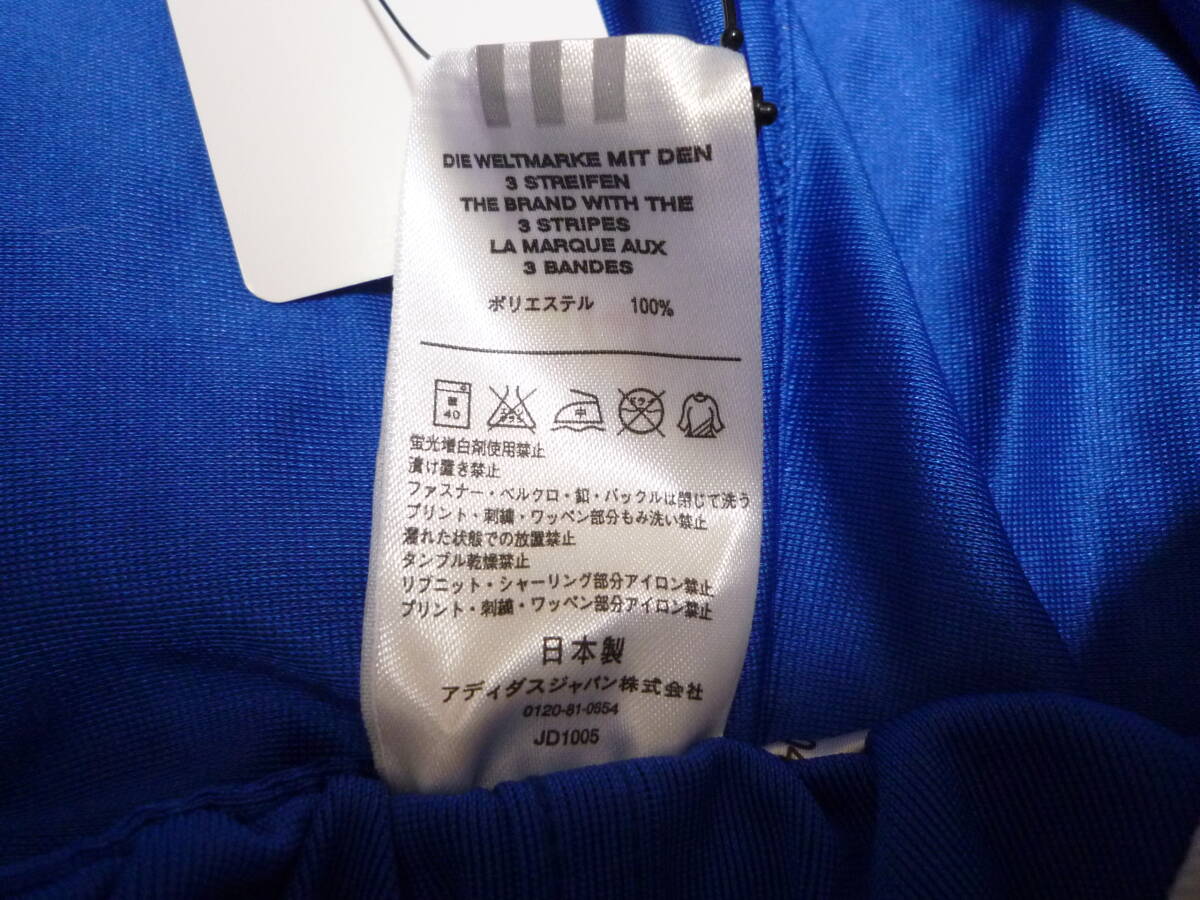 DIE WELTMARKE MIT DEN
3 STREIFEN
THE BRAND WITH THE
3 STRIPES
LA MARQUE AUX
3 BANDES
ポリエステル 100%
40 中 ドライ
蛍光増白剤使用禁止
漬け置き禁止
ファスナー・ベルクロ・釦・バックルは閉じて洗う
プリント・刺繍・ワッペン部分もみ洗い禁止
濡れた状態での放置禁止
タンブル乾燥禁止
リブニット・シャーリング部分アイロン禁止
プリント・刺繍・ワッペン部分アイロン禁止
日本製
アディダスジャパン株式会社
0120-81-0654
JD1005